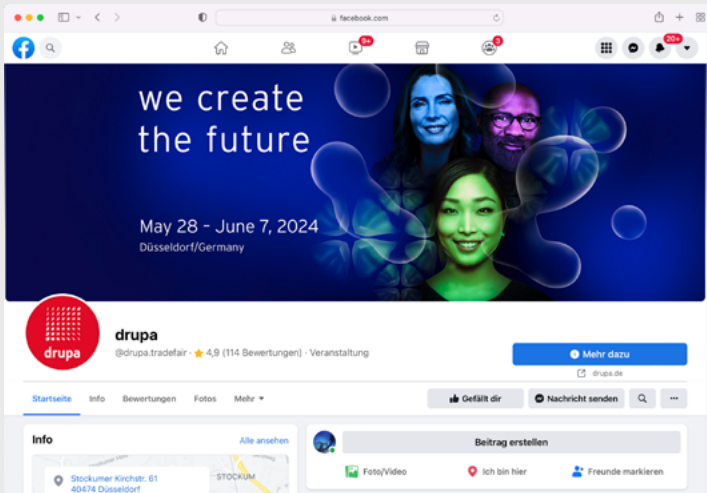 facebook.com
9+
3
20+
we create
the future
May 28 – June 7, 2024
Düsseldorf/Germany
drupa
drupa
@drupa.tradefair · 4,9 (114 Bewertungen) · Veranstaltung
Mehr dazu
drupa.de
Startseite Info Bewertungen Fotos Mehr
Gefällt dir Nachricht senden
Info Alle ansehen
Beitrag erstellen
Stockumer Kirchstr. 61
40474 Düsseldorf
STOCKUM
Foto/Video Ich bin hier Freunde markieren